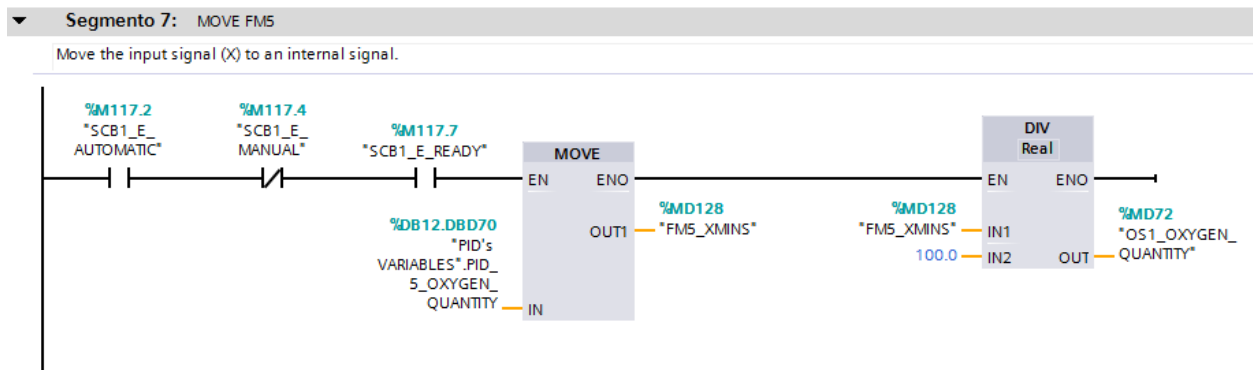 Segmento 7: MOVE FM5
Move the input signal (X) to an internal signal.
%M117.2
"SCB1_E_
AUTOMATIC"
%M117.4
"SCB1_E_
MANUAL"
%M117.7
"SCB1_E_READY"
MOVE
EN ENO
%DB12.DBD70
"PID's
VARIABLES".PID_
5_OXYGEN_
QUANTITY
IN
OUT1
%MD128
"FM5_XMINS"
DIV
Real
EN ENO
%MD128
"FM5_XMINS"
IN1
100.0
IN2
OUT
%MD72
"OS1_OXYGEN_
QUANTITY"